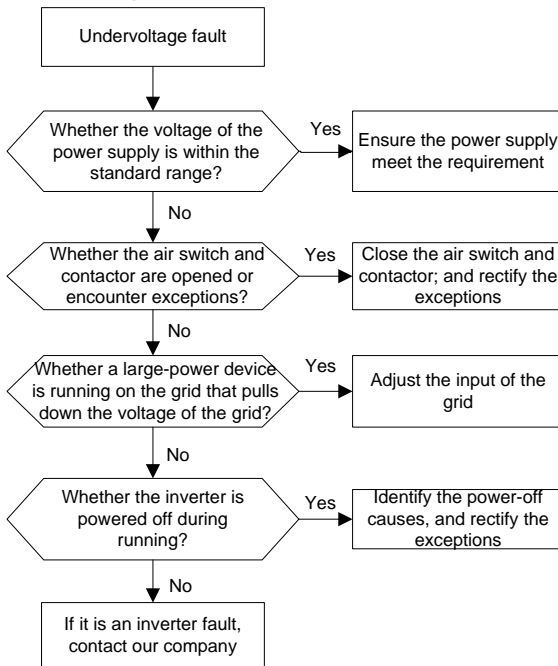 Undervoltage fault
Whether the voltage of the
power supply is within the
standard range?
Yes
Ensure the power supply
meet the requirement
No
Whether the air switch and
contactor are opened or
encounter exceptions?
Yes
Close the air switch and
contactor; and rectify the
exceptions
No
Whether a large-power device
is running on the grid that pulls
down the voltage of the grid?
Yes
Adjust the input of the
grid
No
Whether the inverter is
powered off during
running?
Yes
Identify the power-off
causes, and rectify the
exceptions
No
If it is an inverter fault,
contact our company